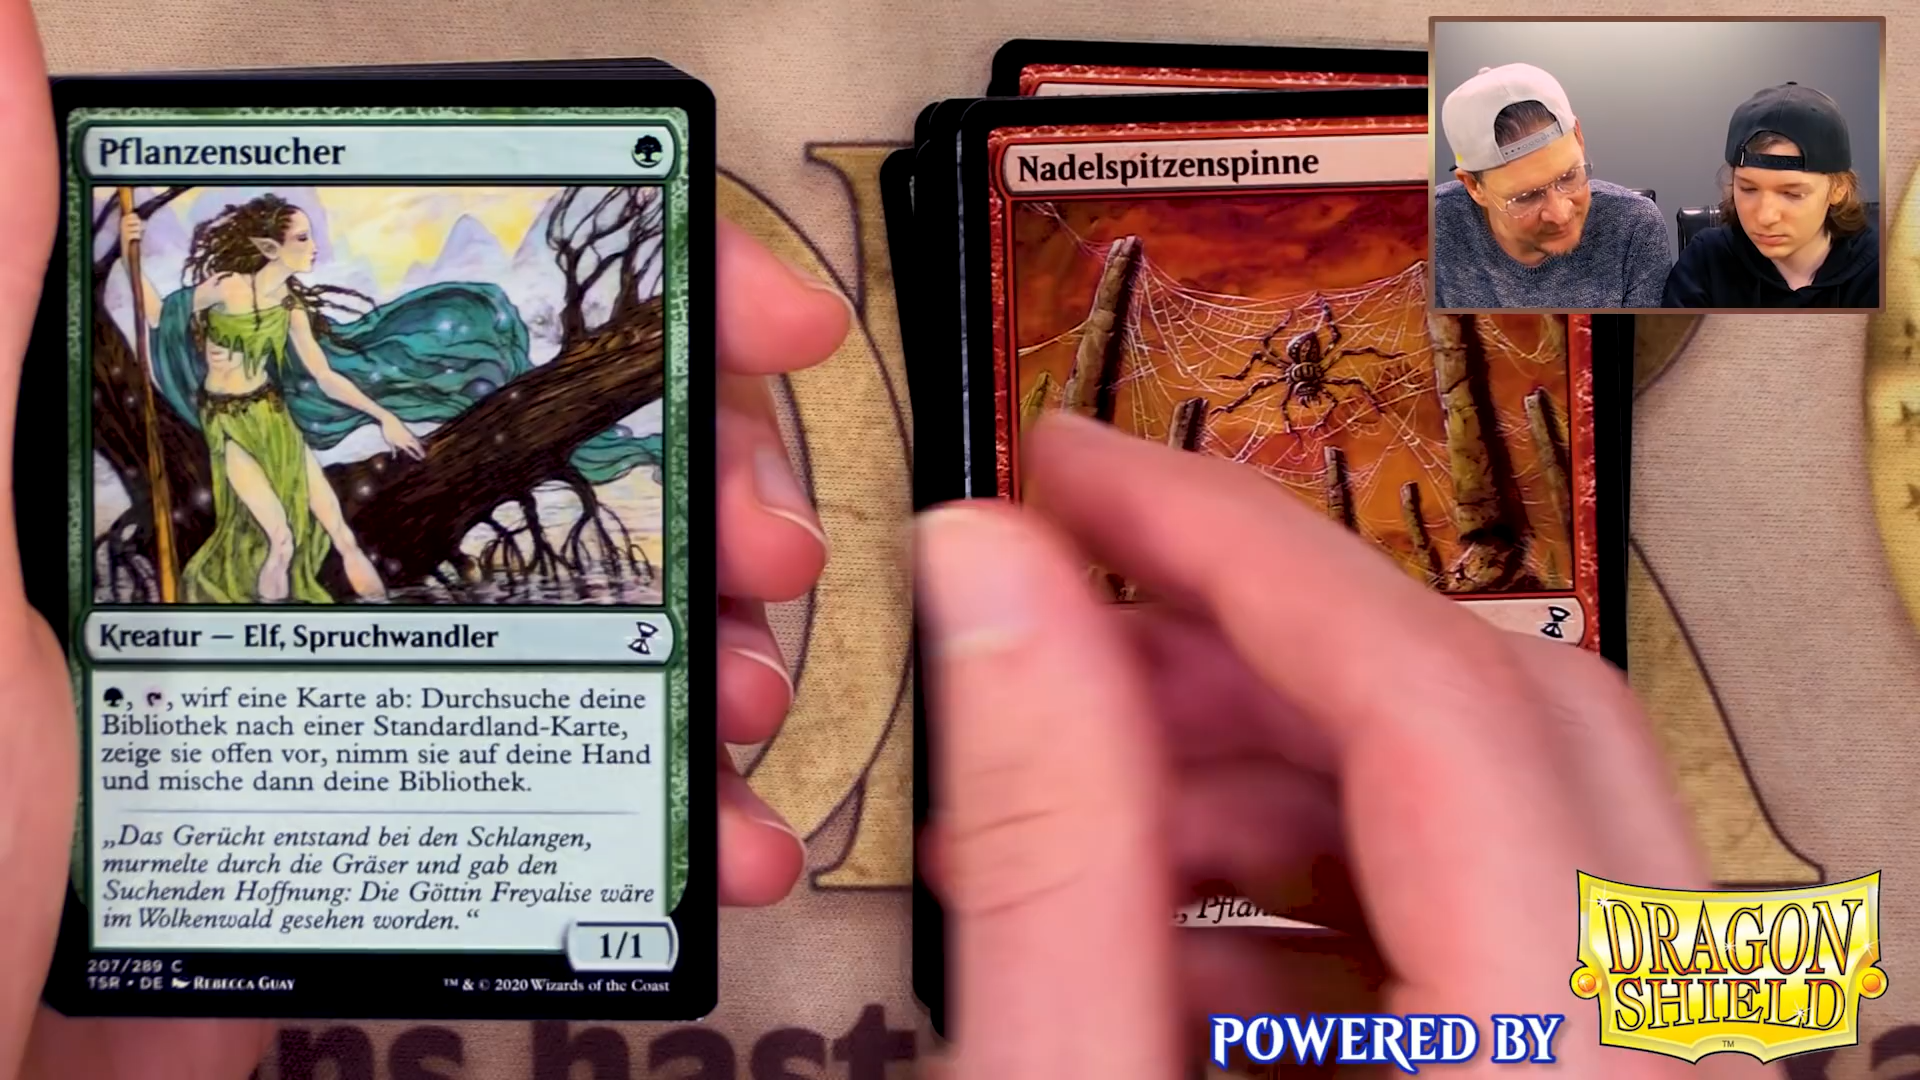 Pflanzensucher
Kreatur — Elf, Spruchwandler
, , wirf eine Karte ab: Durchsuche deine
Bibliothek nach einer Standardland-Karte,
zeige sie offen vor, nimm sie auf deine Hand
und mische dann deine Bibliothek.
„Das Gerücht entstand bei den Schlangen,
murmelte durch die Gräser und gab den
Suchenden Hoffnung: Die Göttin Freyalise wäre
im Wolkenwald gesehen worden.“
1/1
207/289 C
TSR • DE Rebecca Guay
™ & © 2020 Wizards of the Coast
Nadelspitzenspinne
POWERED BY
DRAGON
SHIELD
TM